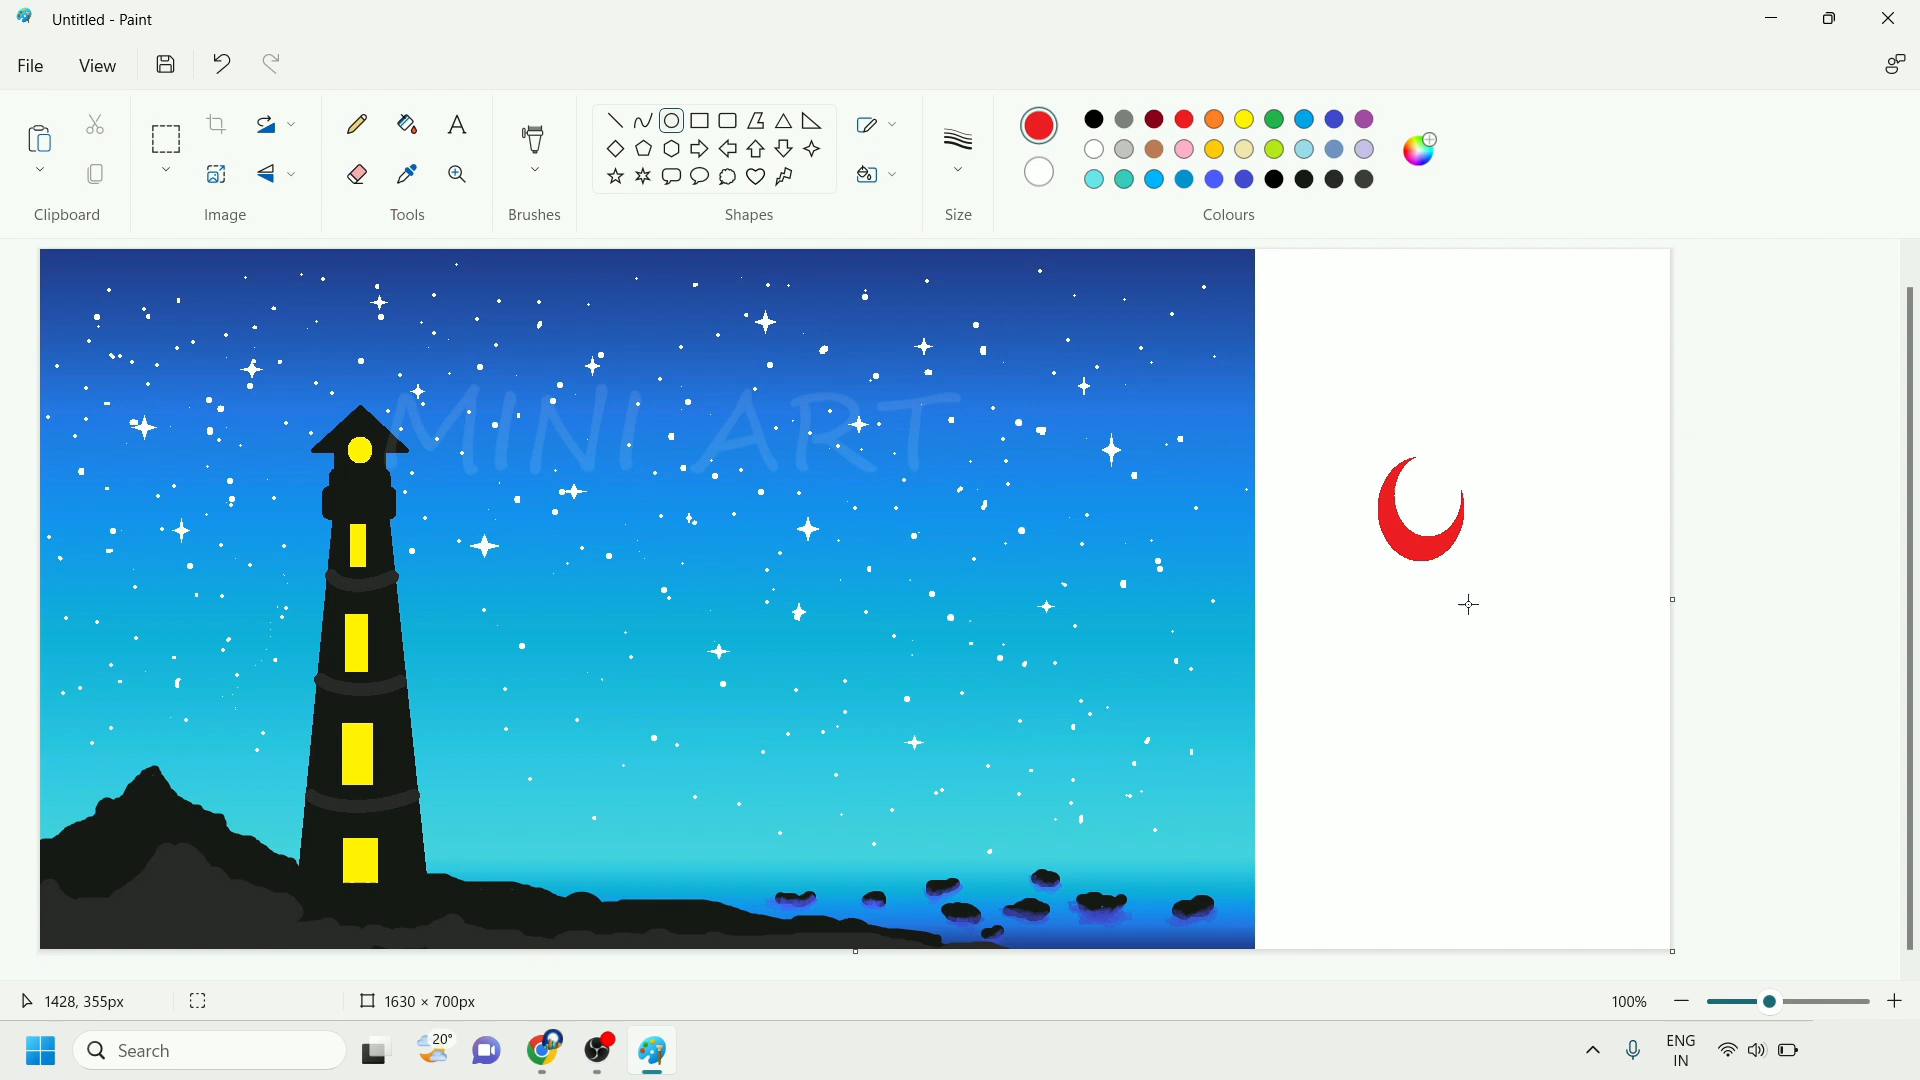 Untitled - Paint
File View
Clipboard Image Tools Brushes Shapes Size Colours
MINI ART
1428, 355px 1630 × 700px 100%
20° Search ENG
IN